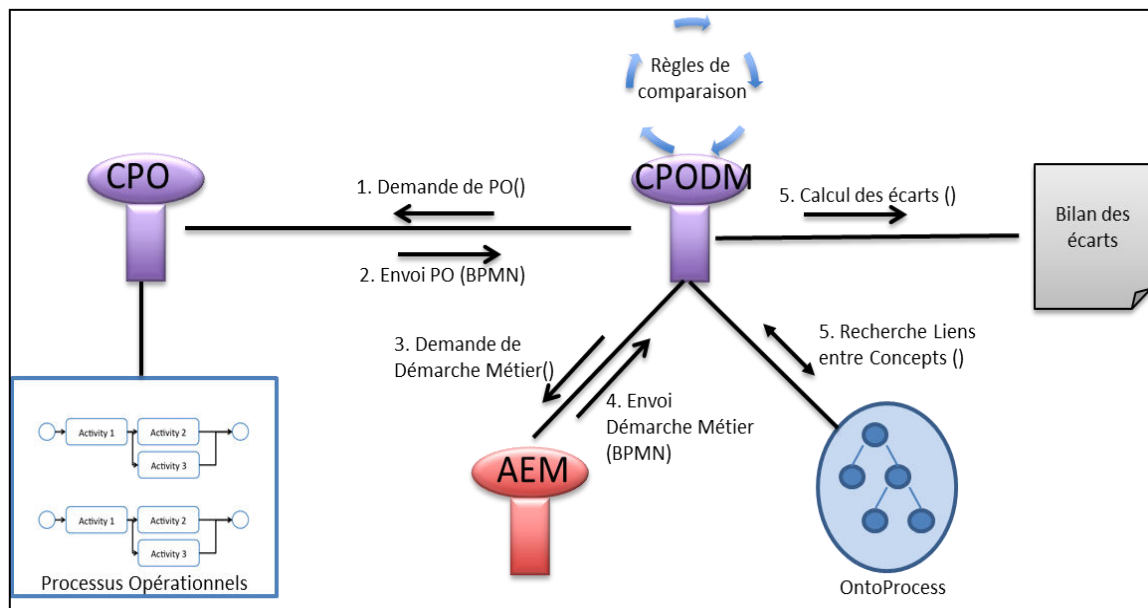 Règles de
comparaison
CPO
CPODM
1. Demande de PO()
2. Envoi PO (BPMN)
5. Calcul des écarts ()
Bilan des
écarts
3. Demande de
Démarche Métier()
4. Envoi
Démarche Métier
(BPMN)
5. Recherche Liens
entre Concepts ()
AEM
Activity 1
Activity 2
Activity 3
Activity 1
Activity 2
Activity 3
Processus Opérationnels
OntoProcess